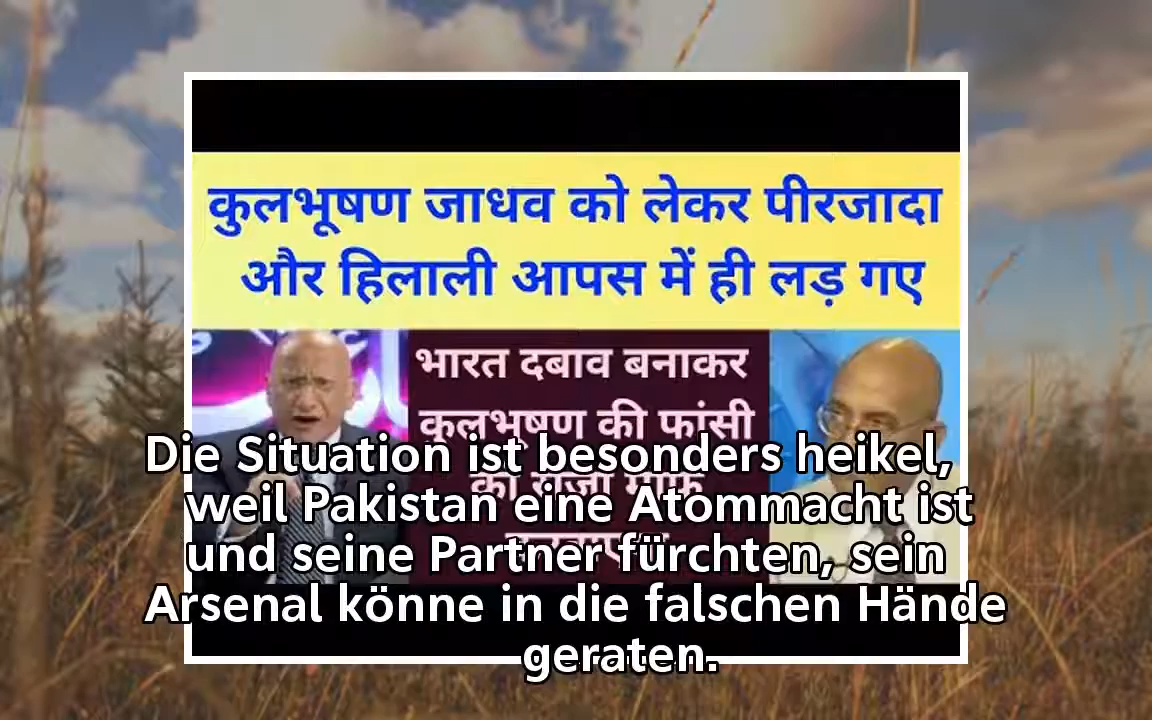 कुलभूषण जाधव को लेकर पीरजादा
और हिलाली आपस में ही लड़ गए
भारत दबाव बनाकर
कुलभूषण की फांसी
Die Situation ist besonders heikel,
weil Pakistan eine Atommacht ist
und seine Partner fürchten, sein
Arsenal könne in die falschen Hände
geraten.